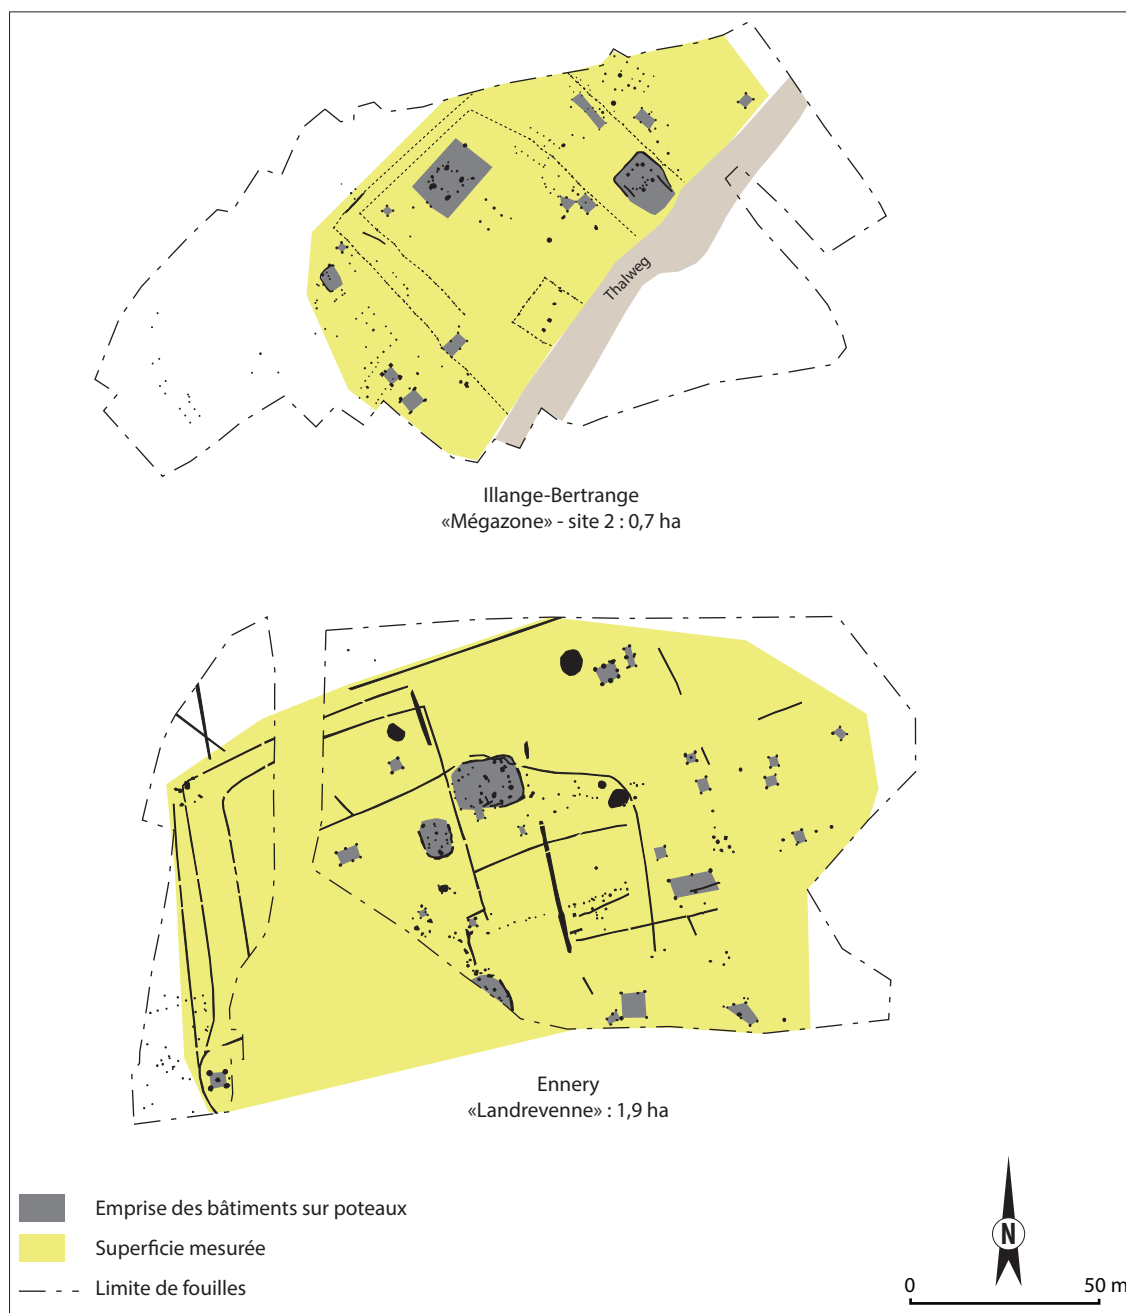 Thalweg
Illange-Bertrange
«Mégazone» - site 2 : 0,7 ha
Ennery
«Landrevenne» : 1,9 ha
Emprise des bâtiments sur poteaux
Superficie mesurée
Limite de fouilles
N
0 50 m